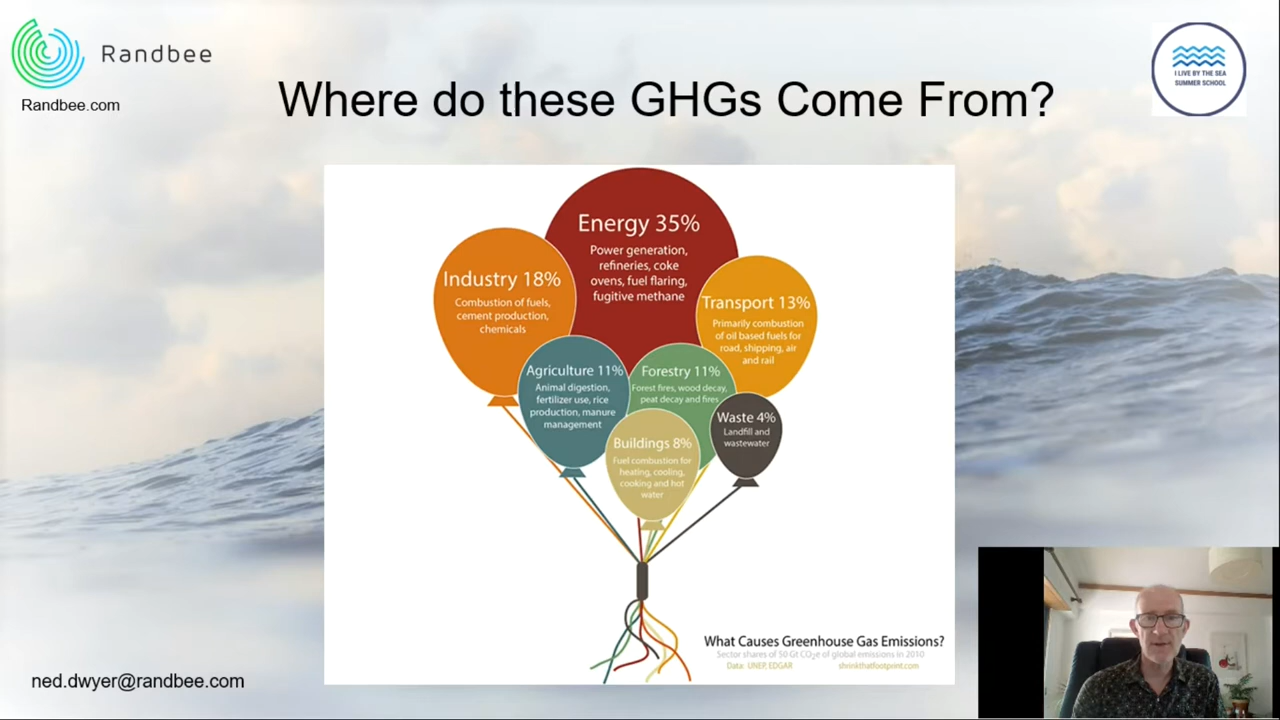 Randbee
Randbee.com
I LIVE BY THE SEA
SUMMER SCHOOL
Where do these GHGs Come From?
Energy 35%
Power generation,
refineries, coke
ovens, fuel flaring,
fugitive methane
Industry 18%
Combustion of fuels,
cement production,
chemicals
Transport 13%
Primarily combustion
of oil based fuels for
road, shipping, air
and rail
Agriculture 11%
Animal digestion,
fertilizer use, rice
production, manure
management
Forestry 11%
Forest fires, wood decay,
peat decay and fires
Waste 4%
Landfill and
wastewater
Buildings 8%
Fuel combustion for
heating, cooling,
cooking and hot
water
What Causes Greenhouse Gas Emissions?
Sector shares of 50 Gt CO2e of global emissions in 2010
Data: UNEP, EDGAR shrinkthatfootprint.com
ned.dwyer@randbee.com